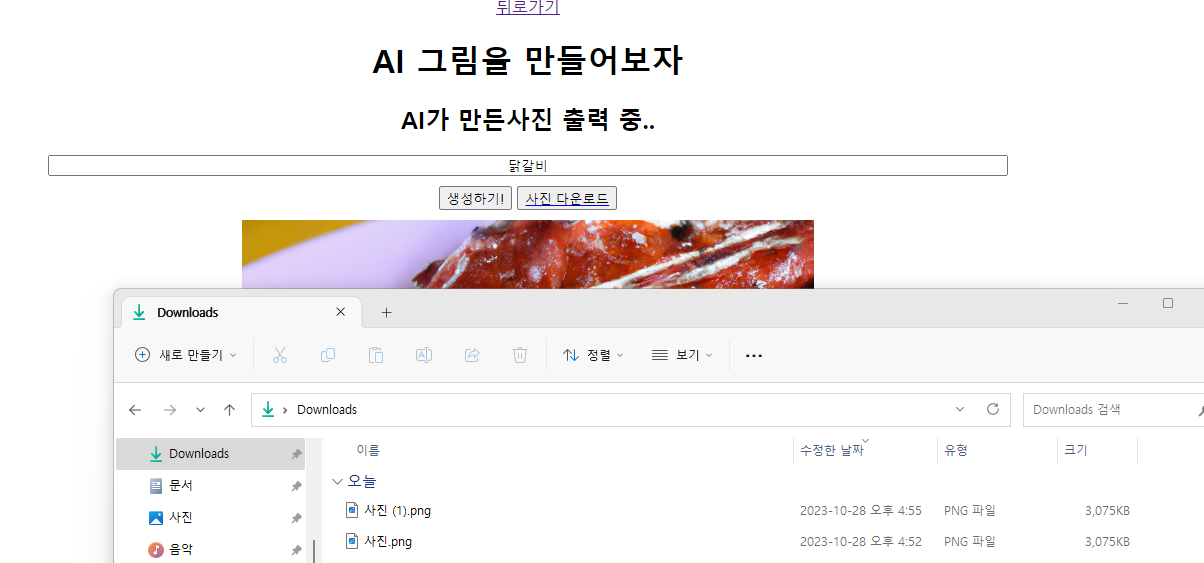 뒤로가기
AI 그림을 만들어보자
AI가 만든사진 출력 중..
닭갈비
생성하기! 사진 다운로드
Downloads
새로 만들기 정렬 보기
Downloads Downloads 검색
Downloads 이름 수정한 날짜 유형 크기
문서 오늘
사진 사진 (1).png 2023-10-28 오후 4:55 PNG 파일 3,075KB
음악 사진.png 2023-10-28 오후 4:52 PNG 파일 3,075KB